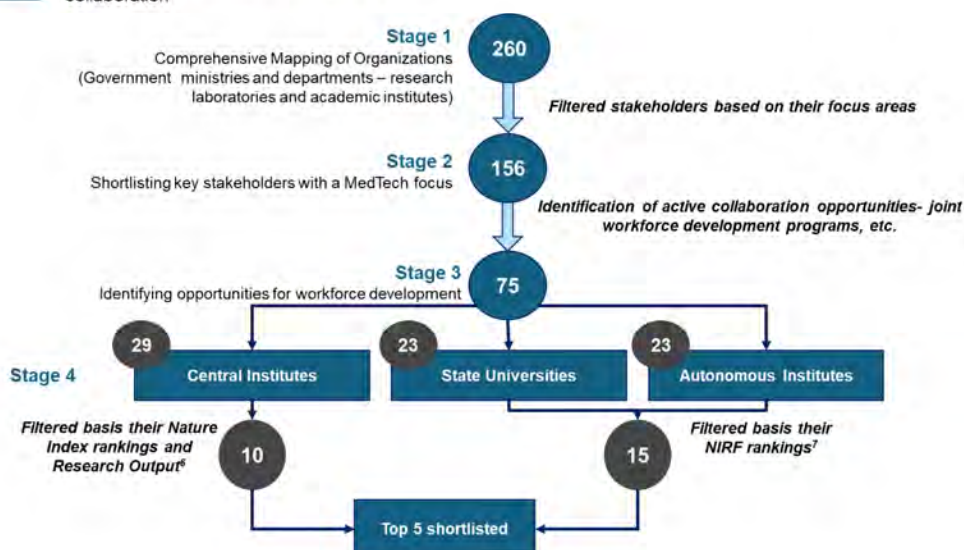 collaboration
Stage 1
260
Comprehensive Mapping of Organizations
(Government ministries and departments – research
laboratories and academic institutes)
Filtered stakeholders based on their focus areas
Stage 2
156
Shortlisting key stakeholders with a MedTech focus
Identification of active collaboration opportunities- joint
workforce development programs, etc.
Stage 3
75
Identifying opportunities for workforce development
29
23
23
Stage 4
Central Institutes
State Universities
Autonomous Institutes
Filtered basis their Nature
Index rankings and
Research Output⁶
10
15
Filtered basis their
NIRF rankings⁷
Top 5 shortlisted